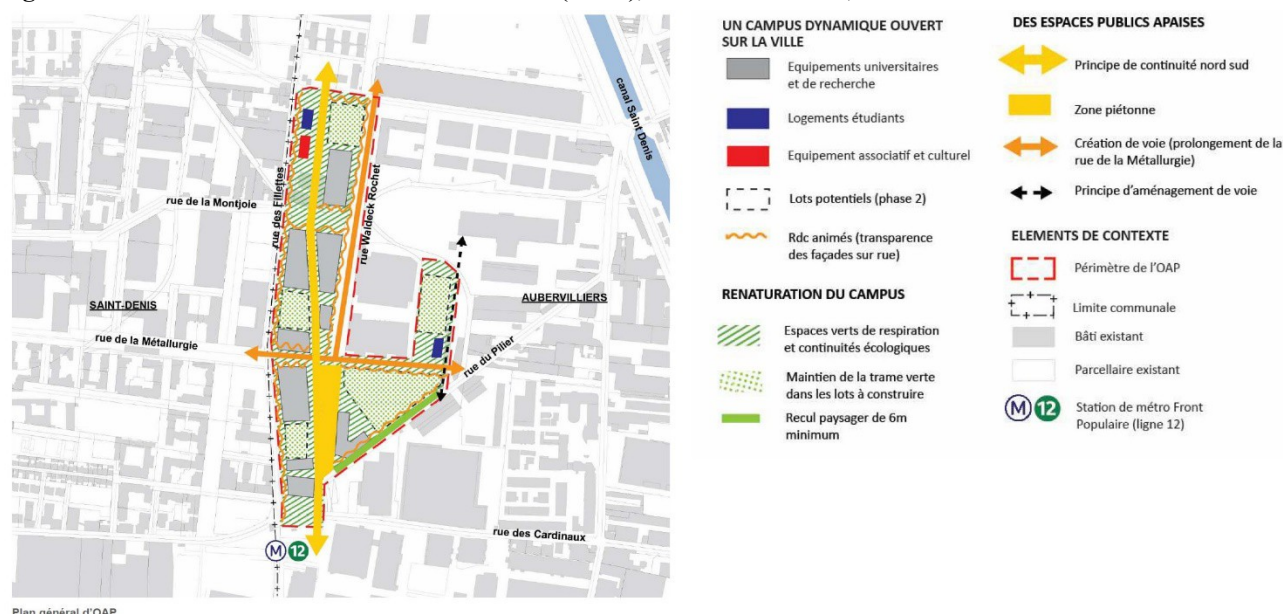 canal Saint Denis
rue des Fillettes
rue Waldeck Rochet
rue de la Montjoie
SAINT-DENIS
AUBERVILLIERS
rue de la Métallurgie
rue du Pilier
rue des Cardinaux
M 12
Plan général d'OAP
UN CAMPUS DYNAMIQUE OUVERT
SUR LA VILLE
Equipements universitaires
et de recherche
Logements étudiants
Equipement associatif et culturel
Lots potentiels (phase 2)
Rdc animés (transparence
des façades sur rue)
RENATURATION DU CAMPUS
Espaces verts de respiration
et continuités écologiques
Maintien de la trame verte
dans les lots à construire
Recul paysager de 6m
minimum
DES ESPACES PUBLICS APAISES
Principe de continuité nord sud
Zone piétonne
Création de voie (prolongement de la
rue de la Métallurgie)
Principe d'aménagement de voie
ELEMENTS DE CONTEXTE
Périmètre de l'OAP
Limite communale
Bâti existant
Parcellaire existant
M 12
Station de métro Front
Populaire (ligne 12)